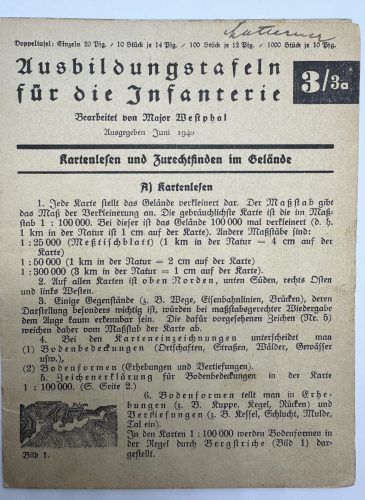 Doppeltafel: Einzeln 20 Pfg. / 10 Stück je 14 Pfg. / 100 Stück je 12 Pfg. / 1000 Stück je 10 Pfg.
Ausbildungstafeln
für die Infanterie
3/3a
Bearbeitet von Major Westphal
Ausgegeben Juni 1940
Kartenlesen und Zurechtfinden im Gelände
A) Kartenlesen
1. Jede Karte stellt das Gelände verkleinert dar. Der Maßstab gibt
das Maß der Verkleinerung an. Die gebräuchlichste Karte ist die im Maß-
stab 1 : 100 000. Bei dieser ist das Gelände 100 000 mal verkleinert (d. h.
1 km in der Natur ist 1 cm auf der Karte). Andere Maßstäbe sind:
1 : 25 000 (Meßtischblatt) (1 km in der Natur = 4 cm auf der
Karte)
1 : 50 000 (1 km in der Natur = 2 cm auf der Karte)
1 : 300 000 (3 km in der Natur = 1 cm auf der Karte).
2. Auf allen Karten ist oben Norden, unter Süden, rechts Osten
und links Westen.
3. Einige Gegenstände (z. B. Wege, Eisenbahnlinien, Brücken), deren
Darstellung besonders wichtig ist, würden bei maßstabgerechter Wiedergabe
dem Auge kaum erkennbar sein. Die dafür vorgesehenen Zeichen (Nr. 5)
weichen daher vom Maßstab der Karte ab.
4. Bei den Karteneinzeichnungen unterscheidet man
(1) Bodenbedeckungen (Ortschaften, Straßen, Wälder, Gewässer
usw.),
(2) Bodenformen (Erhebungen und Vertiefungen).
5. Zeichenerklärung für Bodenbedeckungen in der Karte
1 : 100 000. (S. Seite 2.)
6. Bodenformen teilt man in Erhe-
bungen (z. B. Kuppe, Kegel, Rücken) und
Vertiefungen (z. B. Kessel, Schlucht, Mulde,
Tal ein).
In den Karten 1 : 100 000 werden Bodenformen in
der Regel durch Bergstriche (Bild 1) dar-
gestellt.
Bild 1.